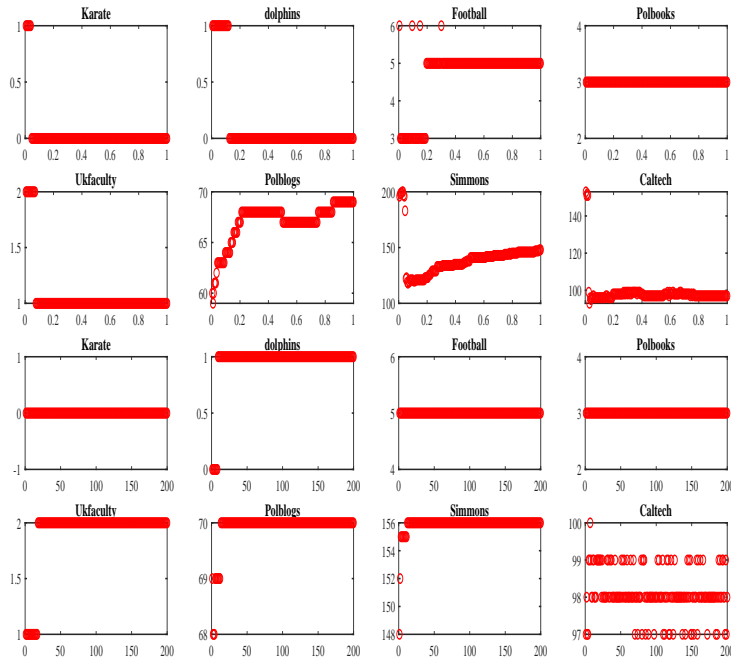 Karate dolphins Football Polbooks
1 1 6 4
5
0.5 0.5 3
4
0 0 3 2
0 0.2 0.4 0.6 0.8 1 0 0.2 0.4 0.6 0.8 1 0 0.2 0.4 0.6 0.8 1 0 0.2 0.4 0.6 0.8 1
Ukfaculty Polblogs Simmons Caltech
2 70 200
140
1.5 65 150 120
60 100
1 100
0 0.2 0.4 0.6 0.8 1 0 0.2 0.4 0.6 0.8 1 0 0.2 0.4 0.6 0.8 1 0 0.2 0.4 0.6 0.8 1
Karate dolphins Football Polbooks
1 1 6 4
0 0.5 5 3
-1 0 4 2
0 50 100 150 200 0 50 100 150 200 0 50 100 150 200 0 50 100 150 200
Ukfaculty Polblogs Simmons Caltech
2 70 156 100
154 99
1.5 69 152
150 98
1 68 148 97
0 50 100 150 200 0 50 100 150 200 0 50 100 150 200 0 50 100 150 200